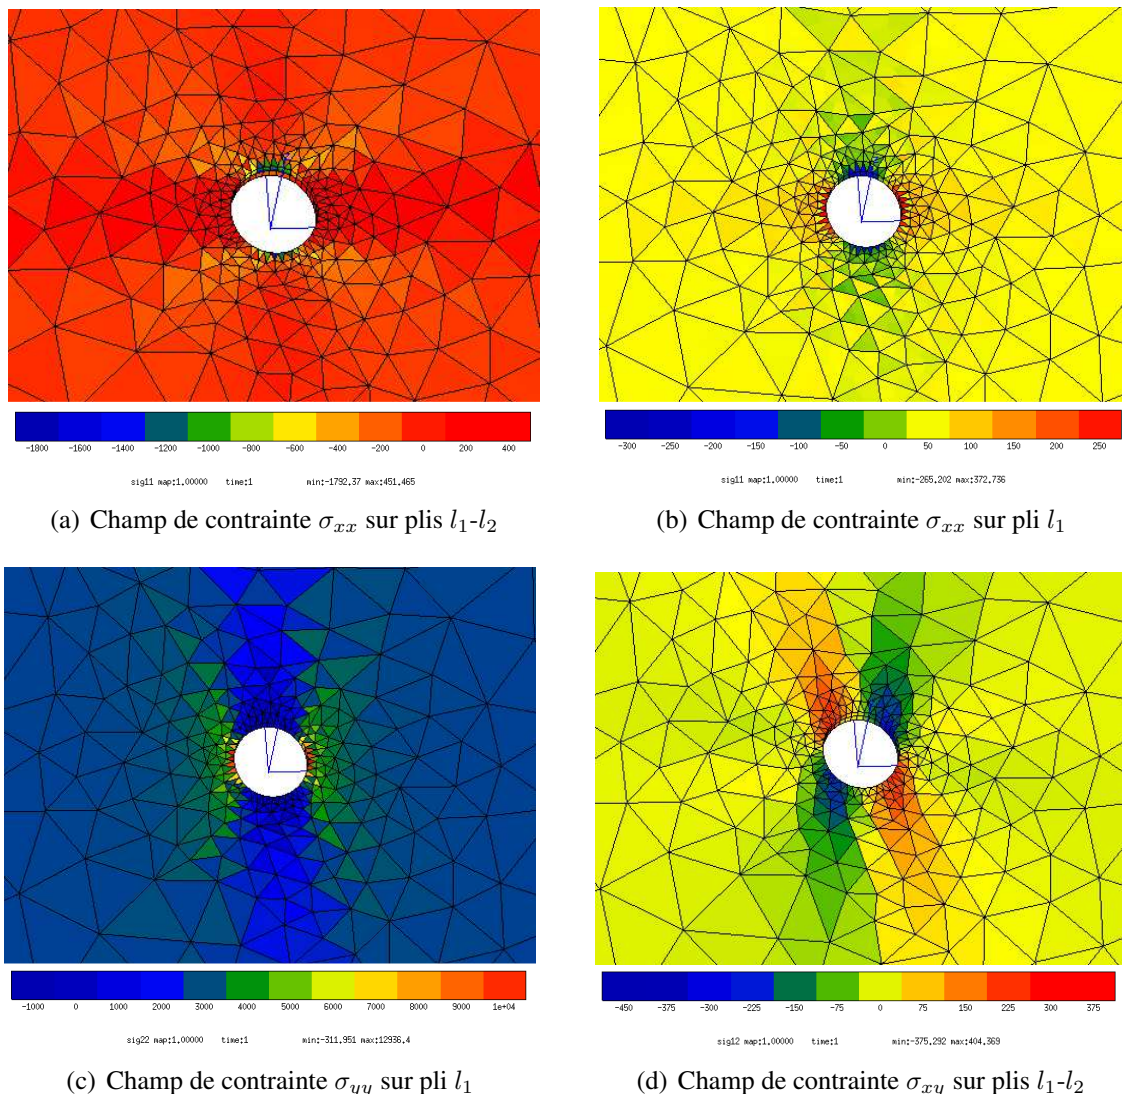 -1800 -1600 -1400 -1200 -1000 -800 -600 -400 -200 0 200 400
sig11 map:1.00000 time:1 min:-1792.37 max:451.465
(a) Champ de contrainte σxx sur plis l1-l2
-300 -250 -200 -150 -100 -50 0 50 100 150 200 250
sig11 map:1.00000 time:1 min:-265.202 max:372.736
(b) Champ de contrainte σxx sur pli l1
-1000 0 1000 2000 3000 4000 5000 6000 7000 8000 9000 1e+04
sig22 map:1.00000 time:1 min:-311.951 max:12936.4
(c) Champ de contrainte σyy sur pli l1
-450 -375 -300 -225 -150 -75 0 75 150 225 300 375
sig12 map:1.00000 time:1 min:-375.292 max:404.369
(d) Champ de contrainte σxy sur plis l1-l2